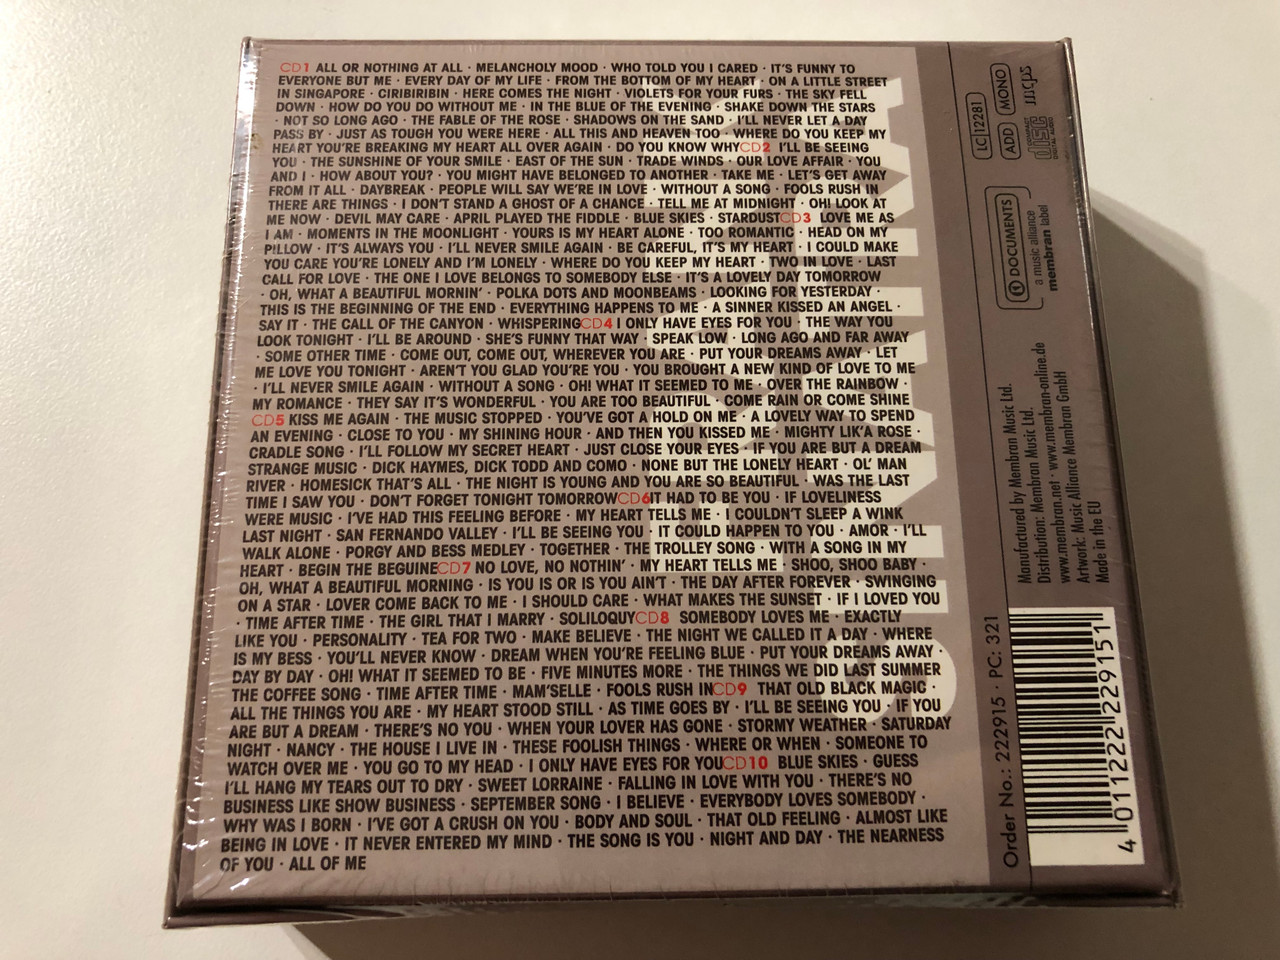 CD1 ALL OR NOTHING AT ALL · MELANCHOLY MOOD · WHO TOLD YOU I CARED · IT'S FUNNY TO
EVERYONE BUT ME · EVERY DAY OF MY LIFE · FROM THE BOTTOM OF MY HEART · ON A LITTLE STREET
IN SINGAPORE · CIRIBIRIBIN · HERE COMES THE NIGHT · VIOLETS FOR YOUR FURS · THE SKY FELL
DOWN · HOW DO YOU DO WITHOUT ME · IN THE BLUE OF THE EVENING · SHAKE DOWN THE STARS
· NOT SO LONG AGO · THE FABLE OF THE ROSE · SHADOWS ON THE SAND · I'LL NEVER LET A DAY
PASS BY · JUST AS TOUGH YOU WERE HERE · ALL THIS AND HEAVEN TOO · WHERE DO YOU KEEP MY
HEART YOU'RE BREAKING MY HEART ALL OVER AGAIN · DO YOU KNOW WHYCD2 I'LL BE SEEING
YOU · THE SUNSHINE OF YOUR SMILE · EAST OF THE SUN · TRADE WINDS · OUR LOVE AFFAIR · YOU
AND I · HOW ABOUT YOU? · YOU MIGHT HAVE BELONGED TO ANOTHER · TAKE ME · LET'S GET AWAY
FROM IT ALL · DAYBREAK · PEOPLE WILL SAY WE'RE IN LOVE · WITHOUT A SONG · FOOLS RUSH IN
THERE ARE THINGS · I DON'T STAND A GHOST OF A CHANCE · TELL ME AT MIDNIGHT · OH! LOOK AT
ME NOW · DEVIL MAY CARE · APRIL PLAYED THE FIDDLE · BLUE SKIES · STARDUSTCD3 LOVE ME AS
I AM · MOMENTS IN THE MOONLIGHT · YOURS IS MY HEART ALONE · TOO ROMANTIC · HEAD ON MY
PILLOW · IT'S ALWAYS YOU · I'LL NEVER SMILE AGAIN · BE CAREFUL, IT'S MY HEART · I COULD MAKE
YOU CARE YOU'RE LONELY AND I'M LONELY · WHERE DO YOU KEEP MY HEART · TWO IN LOVE · LAST
CALL FOR LOVE · THE ONE I LOVE BELONGS TO SOMEBODY ELSE · IT'S A LOVELY DAY TOMORROW
· OH, WHAT A BEAUTIFUL MORNIN' · POLKA DOTS AND MOONBEAMS · LOOKING FOR YESTERDAY ·
THIS IS THE BEGINNING OF THE END · EVERYTHING HAPPENS TO ME · A SINNER KISSED AN ANGEL ·
SAY IT · THE CALL OF THE CANYON · WHISPERINGCD4 I ONLY HAVE EYES FOR YOU · THE WAY YOU
LOOK TONIGHT · I'LL BE AROUND · SHE'S FUNNY THAT WAY · SPEAK LOW · LONG AGO AND FAR AWAY
· SOME OTHER TIME · COME OUT, COME OUT, WHEREVER YOU ARE · PUT YOUR DREAMS AWAY · LET
ME LOVE YOU TONIGHT · AREN'T YOU GLAD YOU'RE YOU · YOU BROUGHT A NEW KIND OF LOVE TO ME
· I'LL NEVER SMILE AGAIN · WITHOUT A SONG · OH! WHAT IT SEEMED TO ME · OVER THE RAINBOW ·
MY ROMANCE · THEY SAY IT'S WONDERFUL · YOU ARE TOO BEAUTIFUL · COME RAIN OR COME SHINE
CD5 KISS ME AGAIN · THE MUSIC STOPPED · YOU'VE GOT A HOLD ON ME · A LOVELY WAY TO SPEND
AN EVENING · CLOSE TO YOU · MY SHINING HOUR · AND THEN YOU KISSED ME · MIGHTY LIK'A ROSE ·
CRADLE SONG · I'LL FOLLOW MY SECRET HEART · JUST CLOSE YOUR EYES · IF YOU ARE BUT A DREAM
STRANGE MUSIC · DICK HAYMES, DICK TODD AND COMO · NONE BUT THE LONELY HEART · OL' MAN
RIVER · HOMESICK THAT'S ALL · THE NIGHT IS YOUNG AND YOU ARE SO BEAUTIFUL · WAS THE LAST
TIME I SAW YOU · DON'T FORGET TONIGHT TOMORROWCD6IT HAD TO BE YOU · IF LOVELINESS
WERE MUSIC · I'VE HAD THIS FEELING BEFORE · MY HEART TELLS ME · I COULDN'T SLEEP A WINK
LAST NIGHT · SAN FERNANDO VALLEY · I'LL BE SEEING YOU · IT COULD HAPPEN TO YOU · AMOR · I'LL
WALK ALONE · PORGY AND BESS MEDLEY · TOGETHER · THE TROLLEY SONG · WITH A SONG IN MY
HEART · BEGIN THE BEGUINECD7 NO LOVE, NO NOTHIN' · MY HEART TELLS ME · SHOO, SHOO BABY ·
OH, WHAT A BEAUTIFUL MORNING · IS YOU IS OR IS YOU AIN'T · THE DAY AFTER FOREVER · SWINGING
ON A STAR · LOVER COME BACK TO ME · I SHOULD CARE · WHAT MAKES THE SUNSET · IF I LOVED YOU
· TIME AFTER TIME · THE GIRL THAT I MARRY · SOLILOQUYCD8 SOMEBODY LOVES ME · EXACTLY
LIKE YOU · PERSONALITY · TEA FOR TWO · MAKE BELIEVE · THE NIGHT WE CALLED IT A DAY · WHERE
IS MY BESS · YOU'LL NEVER KNOW · DREAM WHEN YOU'RE FEELING BLUE · PUT YOUR DREAMS AWAY ·
DAY BY DAY · OH! WHAT IT SEEMED TO BE · FIVE MINUTES MORE · THE THINGS WE DID LAST SUMMER
THE COFFEE SONG · TIME AFTER TIME · MAM'SELLE · FOOLS RUSH INCD9 THAT OLD BLACK MAGIC ·
ALL THE THINGS YOU ARE · MY HEART STOOD STILL · AS TIME GOES BY · I'LL BE SEEING YOU · IF YOU
ARE BUT A DREAM · THERE'S NO YOU · WHEN YOUR LOVER HAS GONE · STORMY WEATHER · SATURDAY
NIGHT · NANCY · THE HOUSE I LIVE IN · THESE FOOLISH THINGS · WHERE OR WHEN · SOMEONE TO
WATCH OVER ME · YOU GO TO MY HEAD · I ONLY HAVE EYES FOR YOUCD10 BLUE SKIES · GUESS
I'LL HANG MY TEARS OUT TO DRY · SWEET LORRAINE · FALLING IN LOVE WITH YOU · THERE'S NO
BUSINESS LIKE SHOW BUSINESS · SEPTEMBER SONG · I BELIEVE · EVERYBODY LOVES SOMEBODY ·
WHY WAS I BORN · I'VE GOT A CRUSH ON YOU · BODY AND SOUL · THAT OLD FEELING · ALMOST LIKE
BEING IN LOVE · IT NEVER ENTERED MY MIND · THE SONG IS YOU · NIGHT AND DAY · THE NEARNESS
OF YOU · ALL OF ME
LC 12281
ADD MONO
COMPACT
disc
DIGITAL AUDIO
mcps
DOCUMENTS
a music alliance
membran label
Manufactured by Membran Music Ltd.
Distribution: Membran Music Ltd.
www.membran.net · www.membran-online.de
Artwork: Music Alliance Membran GmbH
Made in the EU
Order No.: 222915 · PC: 321
4 011222 229151